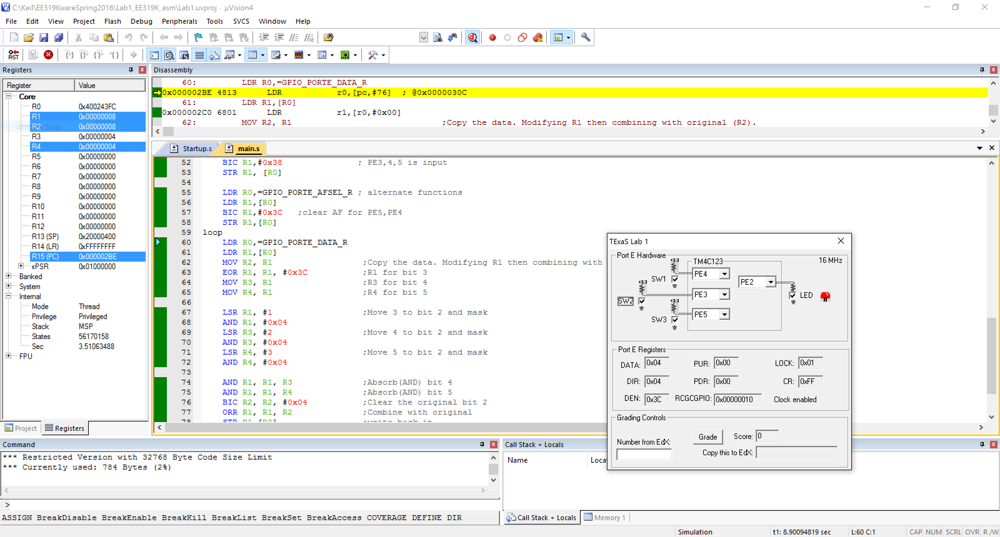 C:\Keil\EE319KwareSpring2016\Lab1_EE319K_asm\Lab1.uvproj - µVision4
File Edit View Project Flash Debug Peripherals Tools SVCS Window Help
RST
Registers
Register Value
Core
R0 0x400243FC
R1 0x00000008
R2 0x00000008
Window Snip
R3 0x00000004
R4 0x00000004
R5 0x00000000
R6 0x00000000
R7 0x00000000
R8 0x00000000
R9 0x00000000
R10 0x00000000
R11 0x00000000
R12 0x00000000
R13 (SP) 0x20000400
R14 (LR) 0xFFFFFFFF
R15 (PC) 0x000002BE
xPSR 0x01000000
Banked
System
Internal
Mode Thread
Privilege Privileged
Stack MSP
States 56170158
Sec 3.51063488
FPU
Project Registers
Disassembly
60: LDR R0,=GPIO_PORTE_DATA_R
0x000002BE 4813 LDR r0,[pc,#76] ; @0x0000030C
61: LDR R1,[R0]
0x000002C0 6801 LDR r1,[r0,#0x00]
62: MOV R2, R1 ;Copy the data. Modifying R1 then combining with original (R2).
Startup.s main.s
52 BIC R1,#0x38 ; PE3,4,5 is input
53 STR R1, [R0]
54
55 LDR R0,=GPIO_PORTE_AFSEL_R ; alternate functions
56 LDR R1,[R0]
57 BIC R1,#0x3C ;clear AF for PE5,PE4
58 STR R1,[R0]
59 loop
60 LDR R0,=GPIO_PORTE_DATA_R
61 LDR R1,[R0]
62 MOV R2, R1 ;Copy the data. Modifying R1 then combining with
63 EOR R1, R1, #0x3C ;R1 for bit 3
64 MOV R3, R1 ;R3 for bit 4
65 MOV R4, R1 ;R4 for bit 5
66
67 LSR R1, #1 ;Move 3 to bit 2 and mask
68 AND R1, #0x04
69 LSR R3, #2 ;Move 4 to bit 2 and mask
70 AND R3, #0x04
71 LSR R4, #3 ;Move 5 to bit 2 and mask
72 AND R4, #0x04
73
74 AND R1, R1, R3 ;Absorb(AND) bit 4
75 AND R1, R1, R4 ;Absorb(AND) bit 5
76 BIC R2, R2, #0x04 ;Clear the original bit 2
77 ORR R1, R1, R2 ;Combine with original
78 STR R1,[R0] ;write back in
TExaS Lab 1
Port E Hardware
16 MHz
TM4C123
+3.3
SW1 PE4
PE2
+3.3
SW2 PE3
LED
+3.3
SW3 PE5
Port E Registers
DATA: 0x04 PUR: 0x00 LOCK: 0x01
DIR: 0x04 PDR: 0x00 CR: 0xFF
DEN: 0x3C RCGCGPIO: 0x00000010 Clock enabled
Grading Controls
Number from EdX:
Grade Score: 0
Copy this to EdX:
Command
*** Restricted Version with 32768 Byte Code Size Limit
*** Currently used: 784 Bytes (2%)
>
ASSIGN BreakDisable BreakEnable BreakKill BreakList BreakSet BreakAccess COVERAGE DEFINE DIR
Call Stack + Locals
Name Loca
Call Stack + Locals Memory 1
Simulation t1: 8.90094819 sec L:60 C:1 CAP NUM SCRL OVR R/W